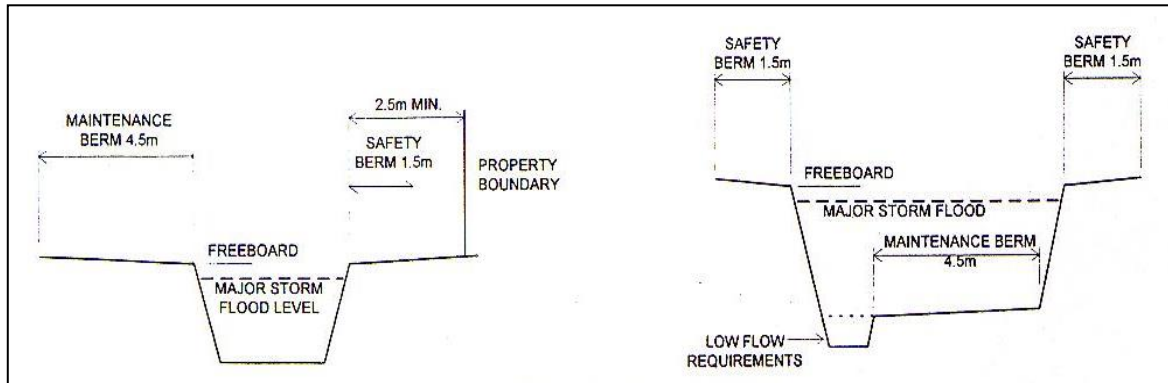 MAINTENANCE
BERM 4.5m
2.5m MIN.
SAFETY
BERM 1.5m
PROPERTY
BOUNDARY
FREEBOARD
MAJOR STORM
FLOOD LEVEL
SAFETY
BERM 1.5m
SAFETY
BERM 1.5m
FREEBOARD
MAJOR STORM FLOOD
MAINTENANCE BERM
4.5m
LOW FLOW
REQUIREMENTS